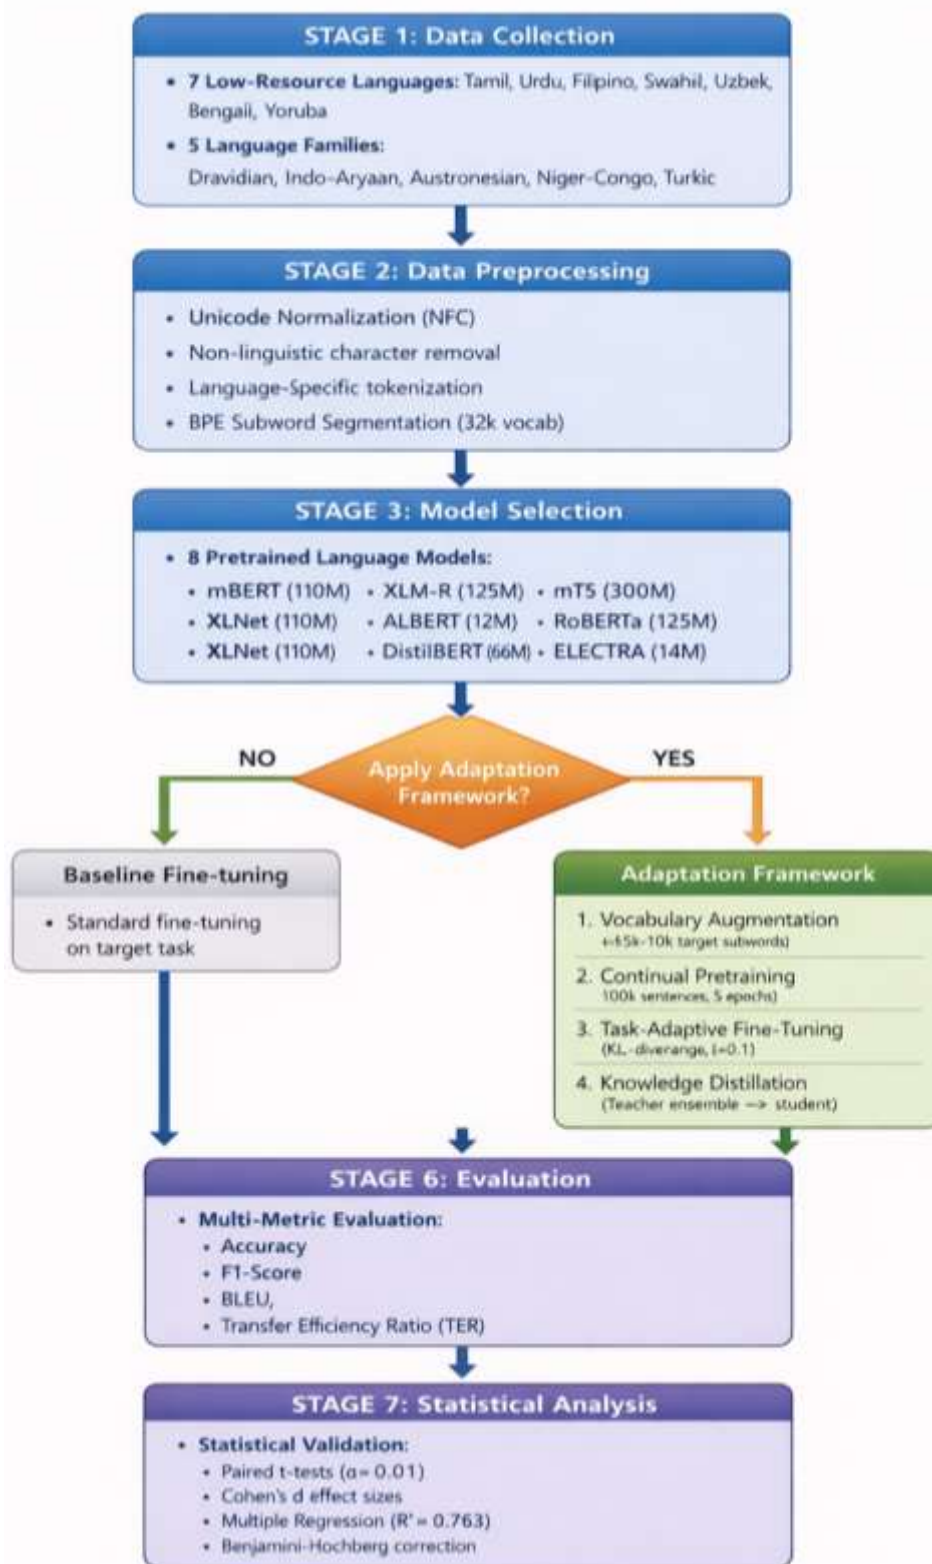 STAGE 1: Data Collection
• 7 Low-Resource Languages: Tamil, Urdu, Filipino, Swahil, Uzbek,
Bengaii, Yoruba
• 5 Language Families:
Dravidian, Indo-Aryaan, Austronesian, Niger-Congo, Turkic
STAGE 2: Data Preprocessing
• Unicode Normalization (NFC)
• Non-linguistic character removal
• Language-Specific tokenization
• BPE Subword Segmentation (32k vocab)
STAGE 3: Model Selection
• 8 Pretrained Language Models:
• mBERT (110M) • XLM-R (125M) • mT5 (300M)
• XLNet (110M) • ALBERT (12M) • RoBERTa (125M)
• XLNet (110M) • DistilBERT (66M) • ELECTRA (14M)
Apply Adaptation
Framework?
NO
YES
Baseline Fine-tuning
• Standard fine-tuning
on target task
Adaptation Framework
1. Vocabulary Augmentation
target subwords)
2. Continual Pretraining
100k sentences, 5 epochs)
3. Task-Adaptive Fine-Tuning
(KL-diverange,
4. Knowledge Distillation
(Teacher ensemble —> student)
STAGE 6: Evaluation
• Multi-Metric Evaluation:
• Accuracy
• F1-Score
• BLEU,
• Transfer Efficiency Ratio (TER)
STAGE 7: Statistical Analysis
• Statistical Validation:
• Paired t-tests (α = 0.01)
• Cohen's d effect sizes
• Multiple Regression (R' = 0.763)
• Benjamini-Hochberg correction